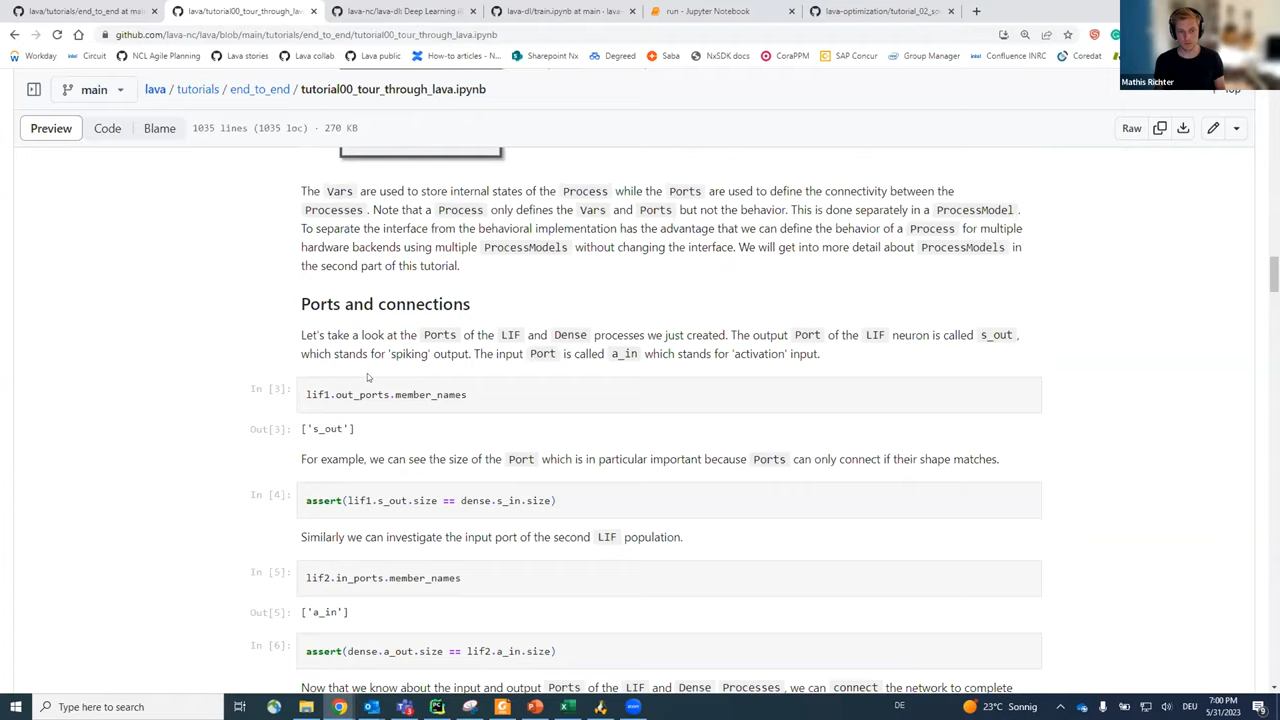 lava/tutorials/end_to_end at main
lava/tutorial00_tour_through_lava
lava-nc/lava-dl: Deep Learning li
lava-dl/train.ipynb at main · lava-nc
run - Jupyter Notebook
lava-optimization/tutorial_02_so
github.com/lava-nc/lava/blob/main/tutorials/end_to_end/tutorial00_tour_through_lava.ipynb
Workday
Circuit
NCL Agile Planning
Lava private
Lava collab
Lava public
How-to articles - N...
Sharepoint Nx
Degreed
Saba
NxSDK docs
CoraPPM
SAP Concur
Group Manager
Confluence INRC
Coredat
Mathis Richter
main
lava / tutorials / end_to_end / tutorial00_tour_through_lava.ipynb
Preview
Code
Blame
1035 lines (1035 loc) · 270 KB
Raw
The Vars are used to store internal states of the Process while the Ports are used to define the connectivity between the
Processes. Note that a Process only defines the Vars and Ports but not the behavior. This is done separately in a ProcessModel.
To separate the interface from the behavioral implementation has the advantage that we can define the behavior of a Process for multiple
hardware backends using multiple ProcessModels without changing the interface. We will get into more detail about ProcessModels in
the second part of this tutorial.
Ports and connections
Let's take a look at the Ports of the LIF and Dense processes we just created. The output Port of the LIF neuron is called s_out,
which stands for 'spiking' output. The input Port is called a_in which stands for 'activation' input.
In [3]:
lif1.out_ports.member_names
Out[3]:
['s_out']
For example, we can see the size of the Port which is in particular important because Ports can only connect if their shape matches.
In [4]:
assert(lif1.s_out.size == dense.s_in.size)
Similarly we can investigate the input port of the second LIF population.
In [5]:
lif2.in_ports.member_names
Out[5]:
['a_in']
In [6]:
assert(dense.a_out.size == lif2.a_in.size)
Now that we know about the input and output Ports of the LIF and Dense Processes, we can connect the network to complete
Type here to search
DE
23°C Sonnig
DEU
7:00 PM
5/31/2023